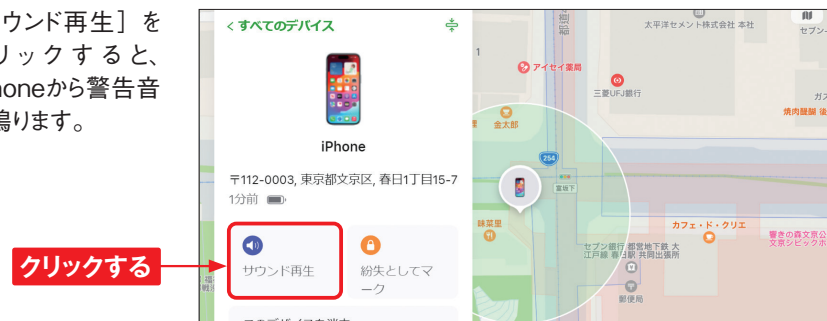 ウンド再生］を
リックすると、
honeから警告音
鳴ります。
クリックする
< すべてのデバイス
iPhone
〒112-0003, 東京都文京区, 春日1丁目15-7
1分前
サウンド再生
紛失としてマ
ーク
1
アイセイ薬局
三菱UFJ銀行
太平洋セメント株式会社 本社
セブン-
ガス
焼肉醍醐 後
金太郎
254
富坂下
味菜里
カフェ・ド・クリエ
セブン銀行 都営地下鉄 大
江戸線 春日駅 共同出張所
響きの森文京公
文京シビックホ
郵便局